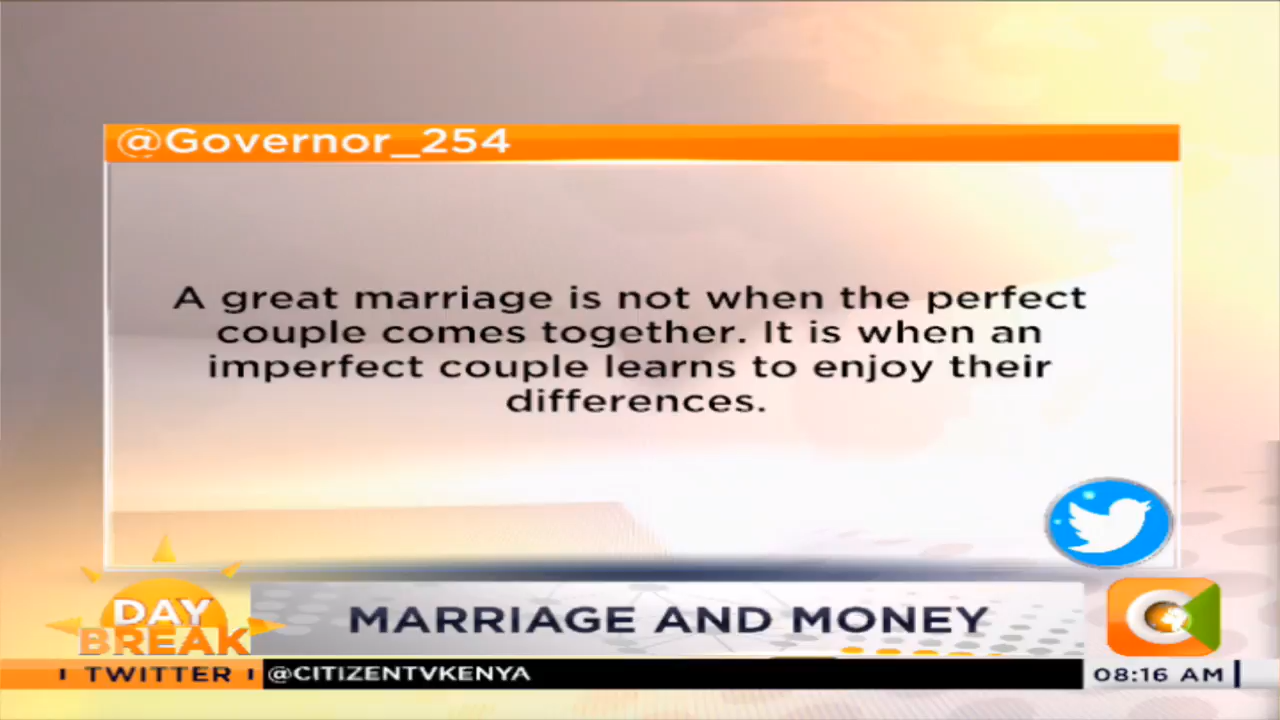 @Governor_254
A great marriage is not when the perfect
couple comes together. It is when an
imperfect couple learns to enjoy their
differences.
DAY
BREAK
MARRIAGE AND MONEY
TWITTER
@CITIZENTVKENYA
08:16 AM